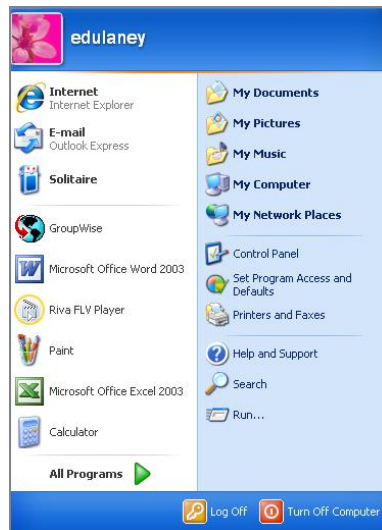 edulaney
Internet
Internet Explorer
E-mail
Outlook Express
Solitaire
GroupWise
Microsoft Office Word 2003
Riva FLV Player
Paint
Microsoft Office Excel 2003
Calculator
All Programs
My Documents
My Pictures
My Music
My Computer
My Network Places
Control Panel
Set Program Access and
Defaults
Printers and Faxes
Help and Support
Search
Run...
Log Off
Turn Off Computer